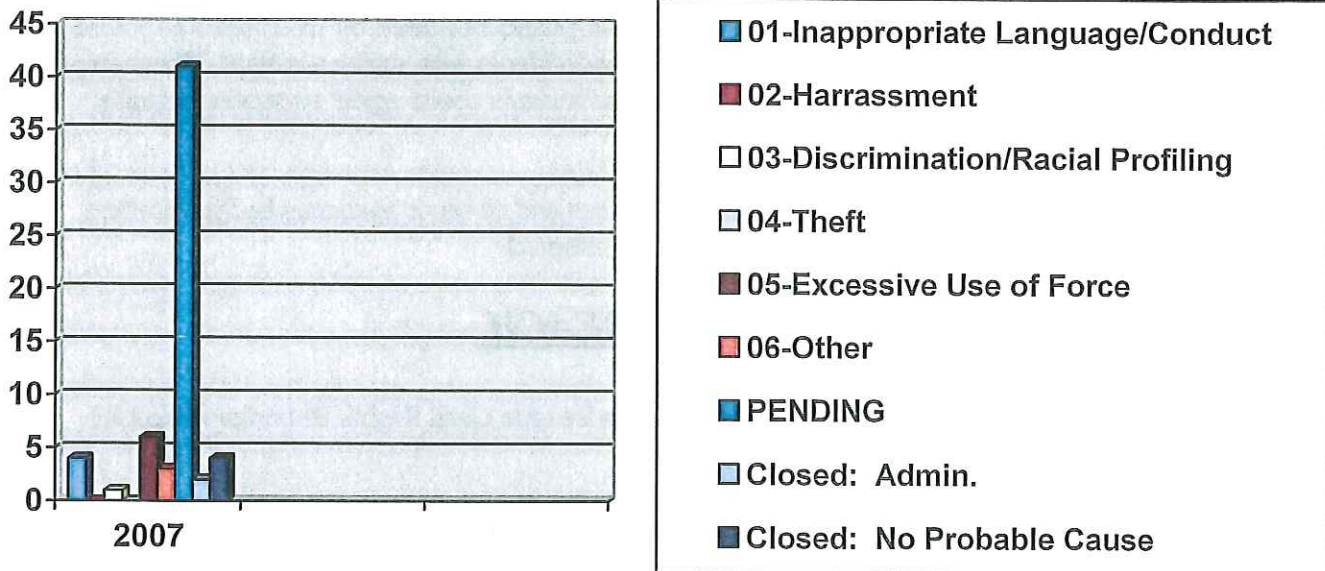 45
40
35
30
25
20
15
10
5
0
2007
01-Inappropriate Language/Conduct
02-Harrassment
03-Discrimination/Racial Profiling
04-Theft
05-Excessive Use of Force
06-Other
PENDING
Closed: Admin.
Closed: No Probable Cause